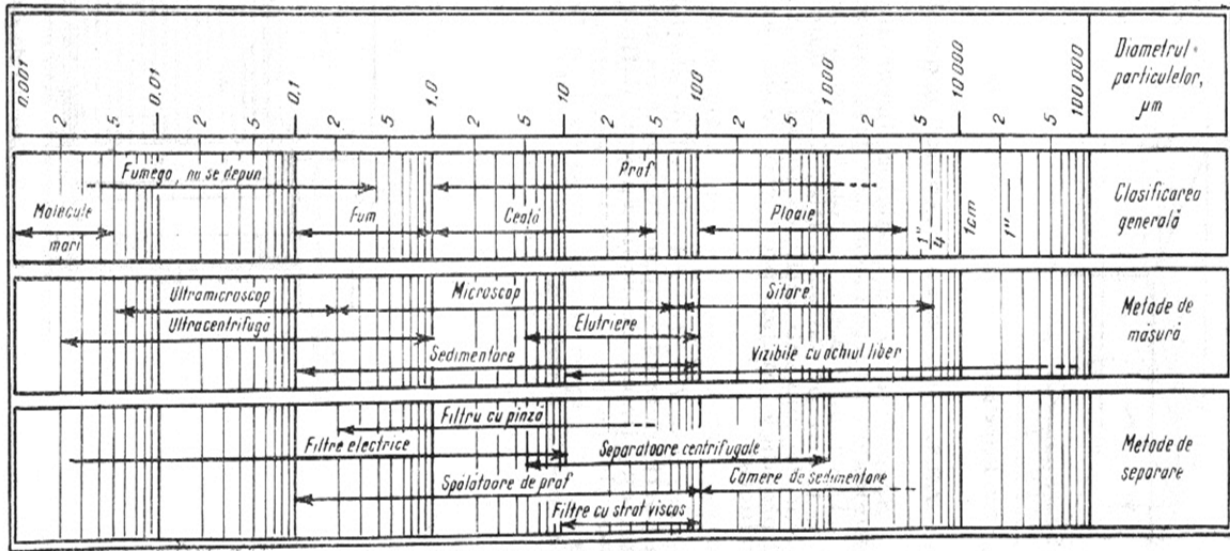 0.001 2 5 0.01 2 5 0,1 2 5 1,0 2 5 10 2 5 100 2 5 1000 2 5 10 000 2 5 100 000
Diametrul
particulelor,
µm
Fumego, nu se depun
Praf
Molecule
mari
Fum
Ceață
Ploaie
1"
4
1cm
1"
Clasificarea
generală
Ultramicroscop
Microscop
Sitare
Ultracentrifugă
Elutriere
Sedimentare
Vizibile cu ochiul liber
Metode de
măsură
Filtru cu pînză
Filtre electrice
Separatoare centrifugale
Spălătoare de praf
Camere de sedimentare
Filtre cu strat viscos
Metode de
separare